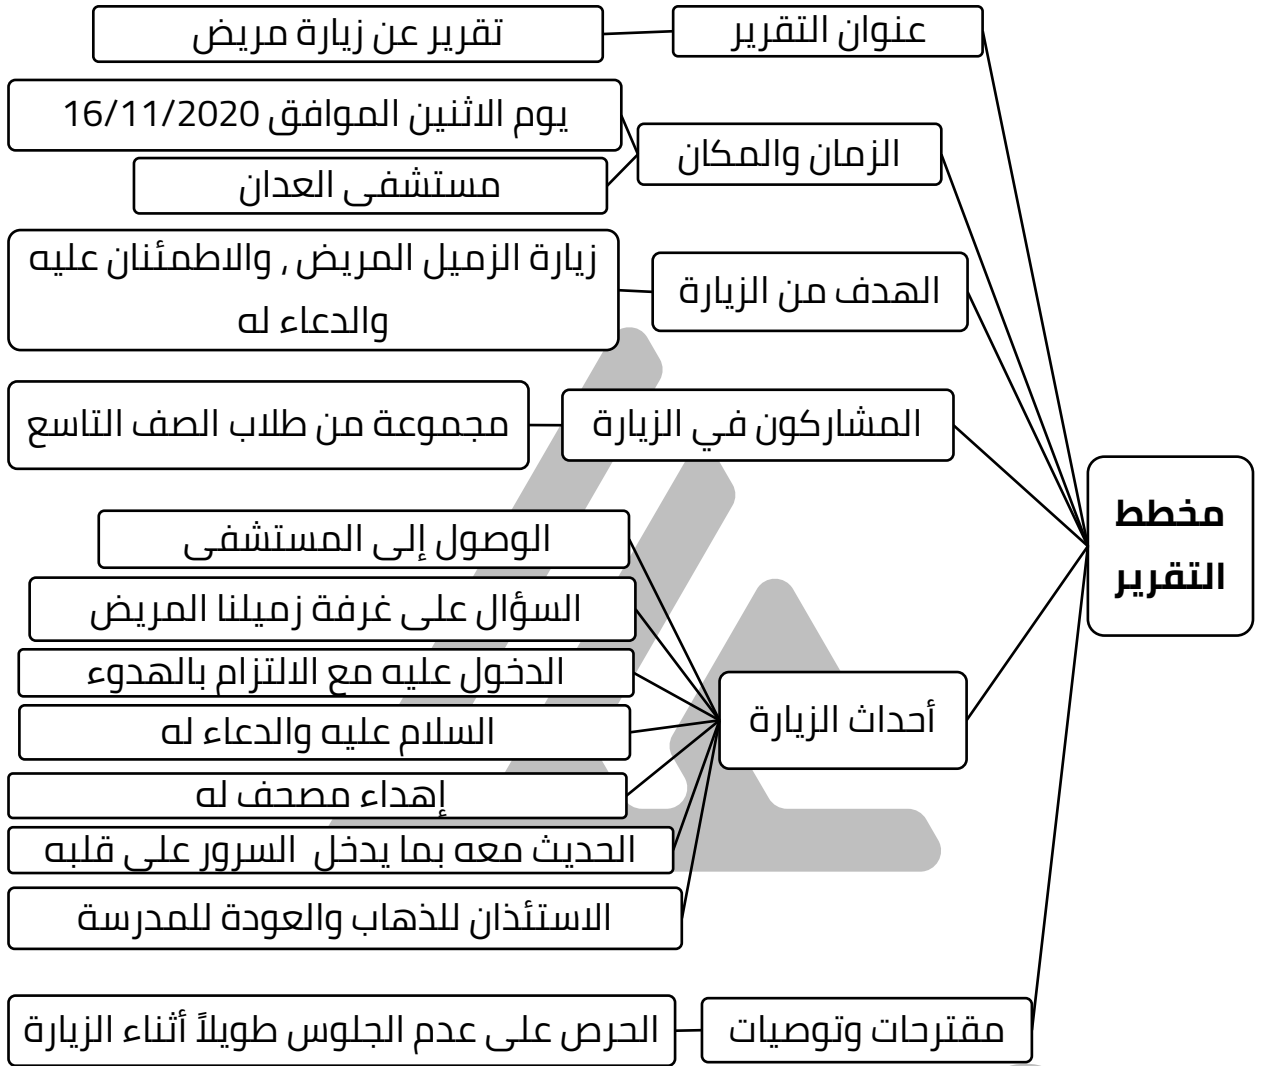 مخطط
التقرير
عنوان التقرير
تقرير عن زيارة مريض
الزمان والمكان
يوم الاثنين الموافق 16/11/2020
مستشفى العدان
الهدف من الزيارة
زيارة الزميل المريض , والاطمئنان عليه
والدعاء له
المشاركون في الزيارة
مجموعة من طلاب الصف التاسع
أحداث الزيارة
الوصول إلى المستشفى
السؤال على غرفة زميلنا المريض
الدخول عليه مع الالتزام بالهدوء
السلام عليه والدعاء له
إهداء مصحف له
الحديث معه بما يدخل السرور على قلبه
الاستئذان للذهاب والعودة للمدرسة
مقترحات وتوصيات
الحرص على عدم الجلوس طويلاً أثناء الزيارة